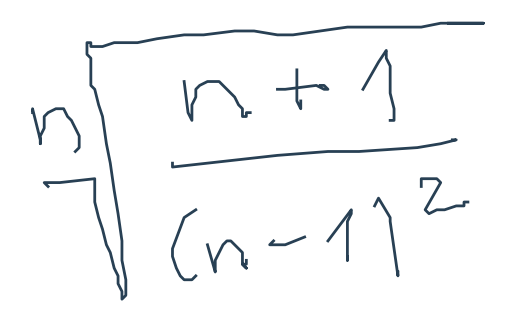 n√
n + 1
(n - 1)²